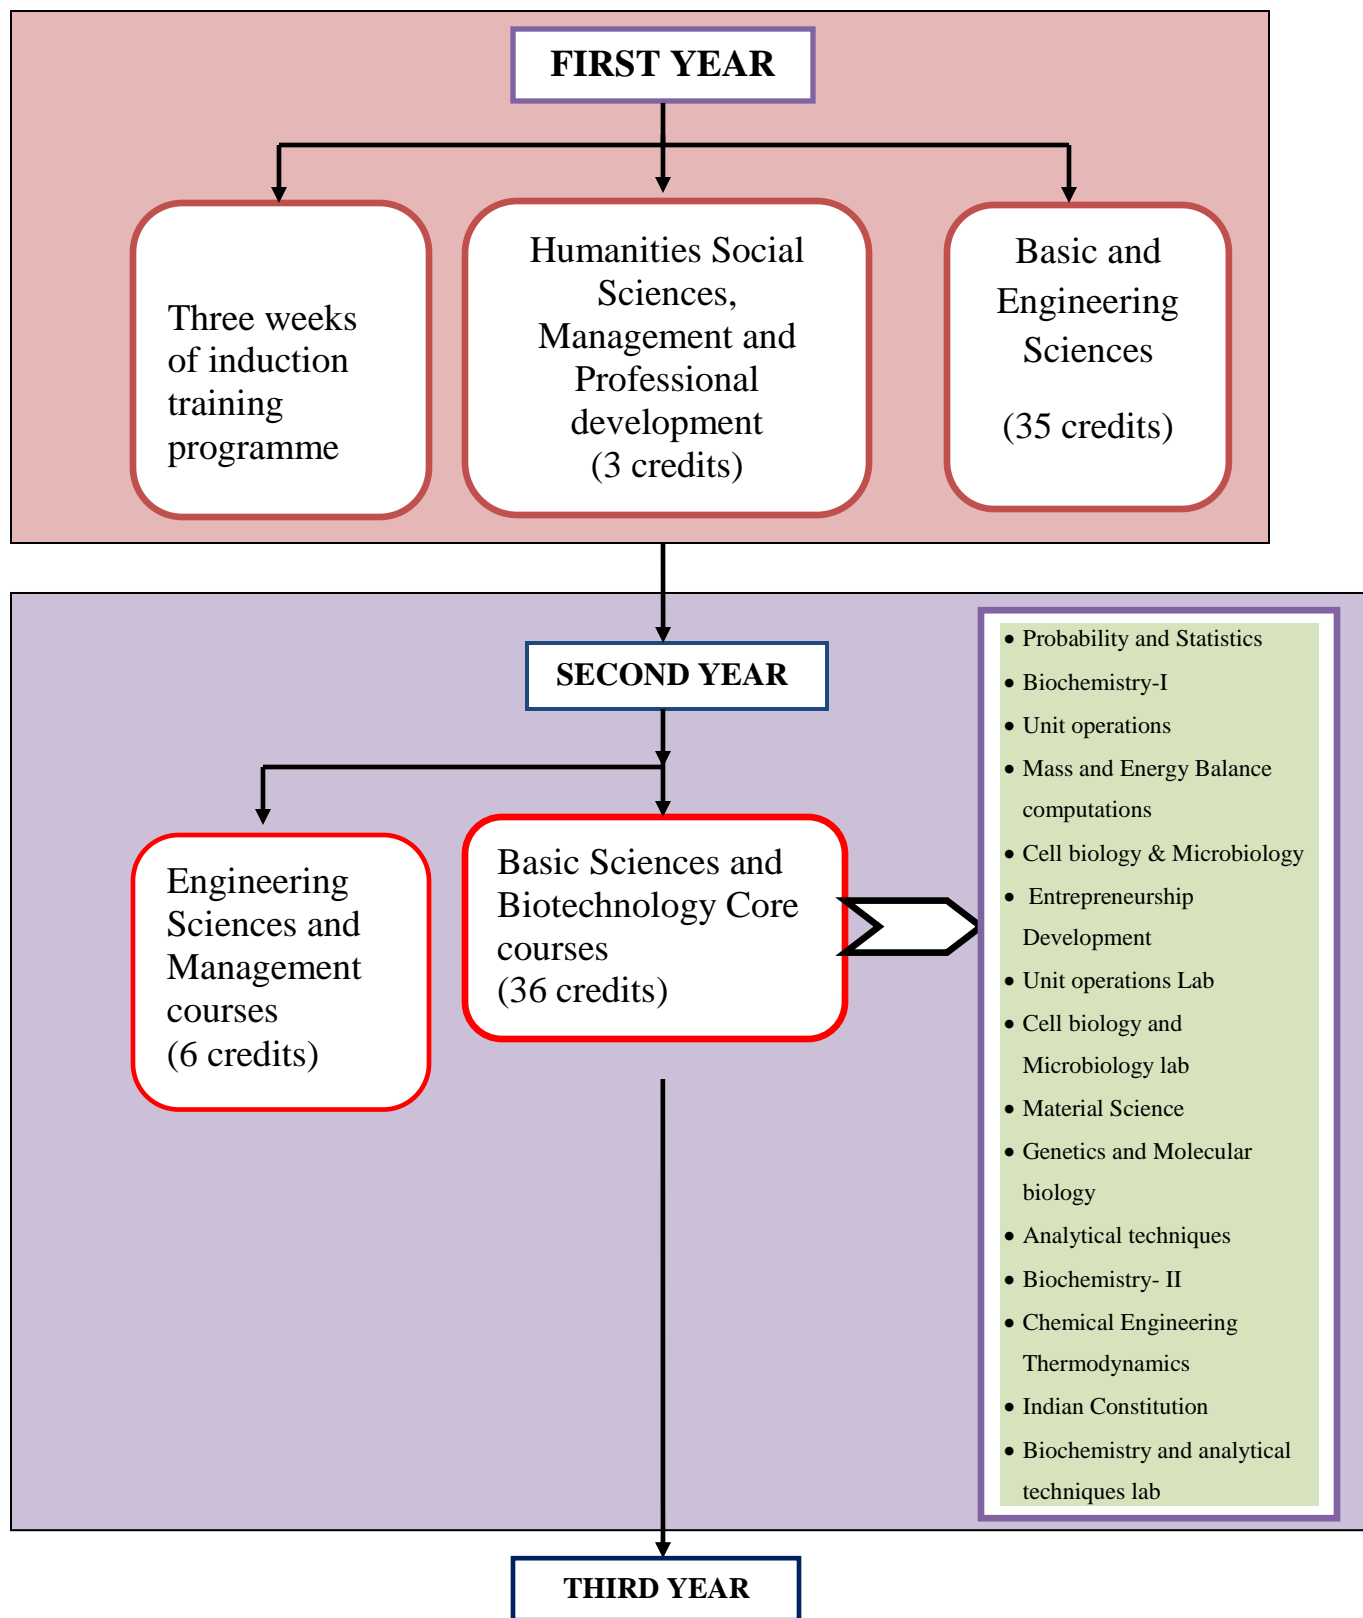 FIRST YEAR
Three weeks
of induction
training
programme
Humanities Social
Sciences,
Management and
Professional
development
(3 credits)
Basic and
Engineering
Sciences
(35 credits)
SECOND YEAR
Engineering
Sciences and
Management
courses
(6 credits)
Basic Sciences and
Biotechnology Core
courses
(36 credits)
• Probability and Statistics
• Biochemistry-I
• Unit operations
• Mass and Energy Balance
computations
• Cell biology & Microbiology
• Entrepreneurship
Development
• Unit operations Lab
• Cell biology and
Microbiology lab
• Material Science
• Genetics and Molecular
biology
• Analytical techniques
• Biochemistry- II
• Chemical Engineering
Thermodynamics
• Indian Constitution
• Biochemistry and analytical
techniques lab
THIRD YEAR